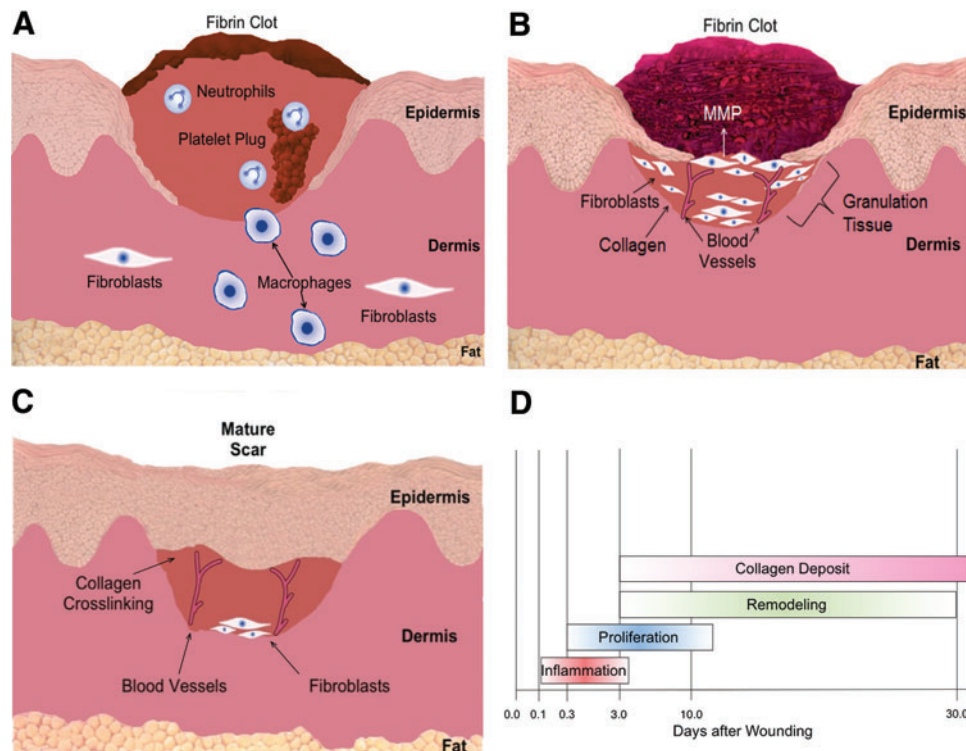 A
Fibrin Clot
Neutrophils
Platelet Plug
Epidermis
Dermis
Fibroblasts
Macrophages
Fibroblasts
Fat
B
Fibrin Clot
MMP
Epidermis
Fibroblasts
Collagen
Blood
Vessels
Granulation
Tissue
Dermis
Fat
C
Mature
Scar
Epidermis
Collagen
Crosslinking
Dermis
Blood Vessels
Fibroblasts
Fat
D
Collagen Deposit
Remodeling
Proliferation
Inflammation
0.0 0.1 0.3 3.0 10.0 30.0
Days after Wounding